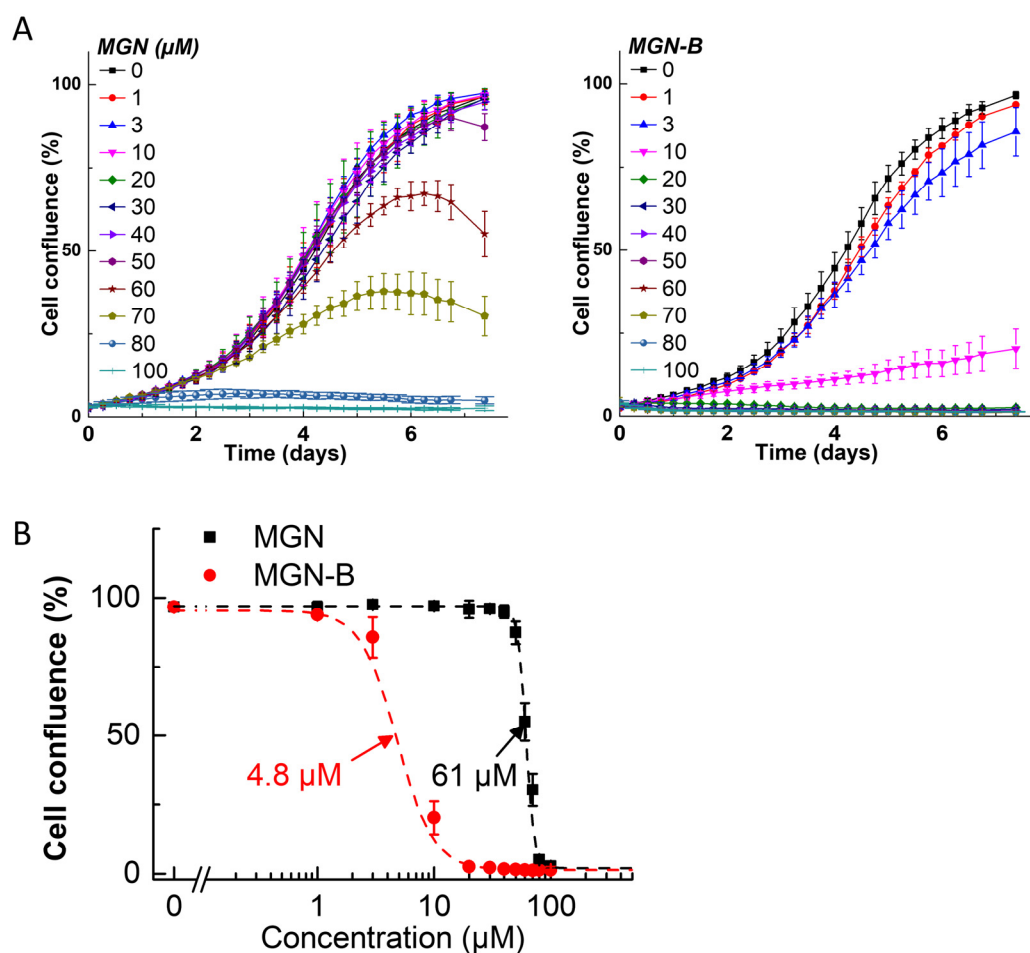 A
MGN (μM)
0
1
3
10
20
30
40
50
60
70
80
100
Cell confluence (%)
100
50
0
0 2 4 6
Time (days)
MGN-B
0
1
3
10
20
30
40
50
60
70
80
100
Cell confluence (%)
100
50
0
0 2 4 6
Time (days)
B
MGN
MGN-B
Cell confluence (%)
100
50
0
4.8 μM
61 μM
0 1 10 100
Concentration (μM)